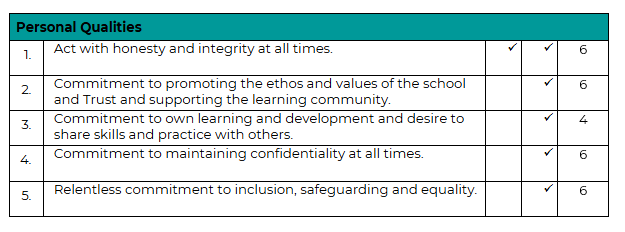 Personal Qualities
1. Act with honesty and integrity at all times. ✓ ✓ 6
2. Commitment to promoting the ethos and values of the school ✓ 6
and Trust and supporting the learning community.
3. Commitment to own learning and development and desire to ✓ 4
share skills and practice with others.
4. Commitment to maintaining confidentiality at all times. ✓ 6
5. Relentless commitment to inclusion, safeguarding and equality. ✓ 6